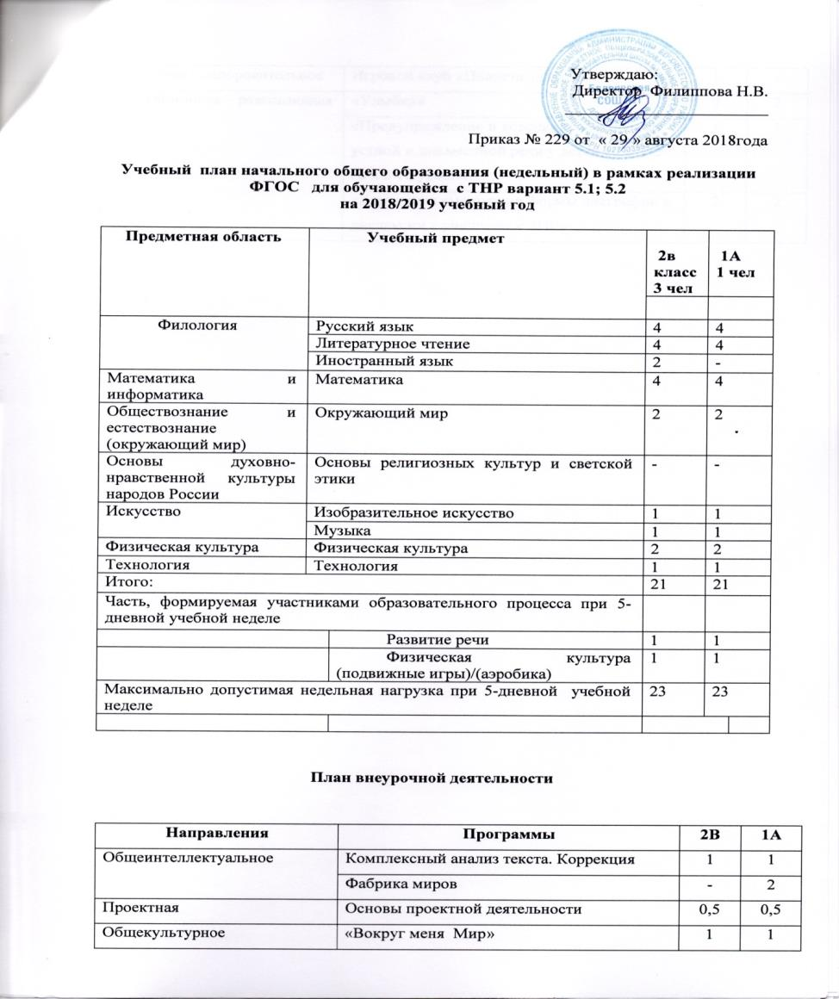 Утверждаю:
Директор Филиппова Н.В.
СОШ
Приказ № 229 от « 29 » августа 2018года
Учебный план начального общего образования (недельный) в рамках реализации
ФГОС для обучающейся с ТНР вариант 5.1; 5.2
на 2018/2019 учебный год
Предметная область Учебный предмет 2в класс 3 чел 1А 1 чел
Филология Русский язык 4 4
Литературное чтение 4 4
Иностранный язык 2 -
Математика и Математика 4 4
информатика
Обществознание и Окружающий мир 2 2
естествознание
(окружающий мир)
Основы духовно- Основы религиозных культур и светской - -
нравственной культуры этики
народов России
Искусство Изобразительное искусство 1 1
Музыка 1 1
Физическая культура Физическая культура 2 2
Технология Технология 1 1
Итого: 21 21
Часть, формируемая участниками образовательного процесса при 5-
дневной учебной неделе
Развитие речи 1 1
Физическая культура 1 1
(подвижные игры)/(аэробика)
Максимально допустимая недельная нагрузка при 5-дневной учебной 23 23
неделе
План внеурочной деятельности
Направления Программы 2В 1А
Общеинтеллектуальное Комплексный анализ текста. Коррекция 1 1
Фабрика миров - 2
Проектная Основы проектной деятельности 0,5 0,5
Общекультурное «Вокруг меня Мир» 1 1